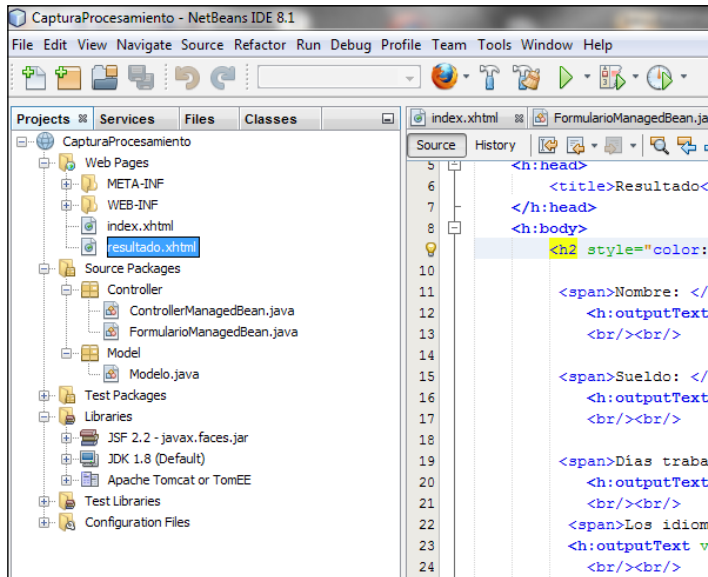 CapturaProcesamiento - NetBeans IDE 8.1
File Edit View Navigate Source Refactor Run Debug Profile Team Tools Window Help
Projects Services Files Classes
CapturaProcesamiento
Web Pages
META-INF
WEB-INF
index.xhtml
resultado.xhtml
Source Packages
Controller
ControllerManagedBean.java
FormularioManagedBean.java
Model
Modelo.java
Test Packages
Libraries
JSF 2.2 - javax.faces.jar
JDK 1.8 (Default)
Apache Tomcat or TomEE
Test Libraries
Configuration Files
index.xhtml FormularioManagedBean.ja
Source History
5 <h:head>
6 <title>Resultado<
7 </h:head>
8 <h:body>
<h2 style="color:
10
11 <span>Nombre: </
12 <h:outputText
13 <br/><br/>
14
15 <span>Sueldo: </
16 <h:outputText
17 <br/><br/>
18
19 <span>Días traba
20 <h:outputText
21 <br/><br/>
22 <span>Los idiom
23 <h:outputText v
24 <br/><br/>